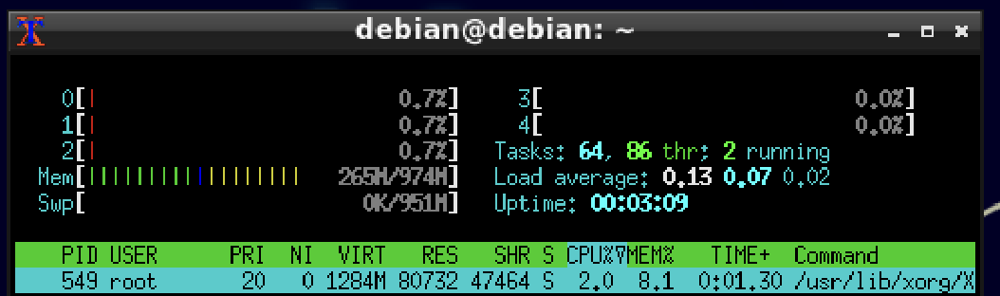 debian@debian: ~
0[| 0.7%] 3[ 0.0%]
1[| 0.7%] 4[ 0.0%]
2[| 0.7%] Tasks: 64, 86 thr; 2 running
Mem[|||||||||||||||||||| 265M/974M] Load average: 0.13 0.07 0.02
Swp[ 0K/951M] Uptime: 00:03:09
PID USER PRI NI VIRT RES SHR S CPU%▽MEM% TIME+ Command
549 root 20 0 1284M 80732 47464 S 2.0 8.1 0:01.30 /usr/lib/xorg/X